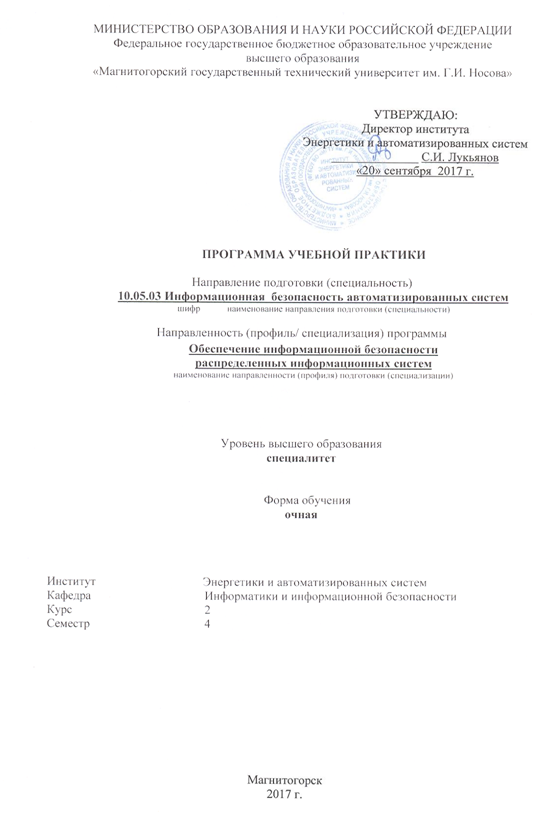 МИНИСТЕРСТВО ОБРАЗОВАНИЯ И НАУКИ РОССИЙСКОЙ ФЕДЕРАЦИИ
Федеральное государственное бюджетное образовательное учреждение
высшего образования
«Магнитогорский государственный технический университет им. Г.И. Носова»
УТВЕРЖДАЮ:
Директор института
Энергетики и автоматизированных систем
С.И. Лукьянов
«20» сентября 2017 г.
ЭНЕРГЕТИКИ
И АВТОМАТИЗИ-
РОВАННЫХ
СИСТЕМ
ПРОГРАММА УЧЕБНОЙ ПРАКТИКИ
Направление подготовки (специальность)
10.05.03 Информационная безопасность автоматизированных систем
шифр наименование направления подготовки (специальности)
Направленность (профиль/ специализация) программы
Обеспечение информационной безопасности
распределенных информационных систем
наименование направленности (профиля) подготовки (специализации)
Уровень высшего образования
специалитет
Форма обучения
очная
Институт Энергетики и автоматизированных систем
Кафедра Информатики и информационной безопасности
Курс 2
Семестр 4
Магнитогорск
2017 г.